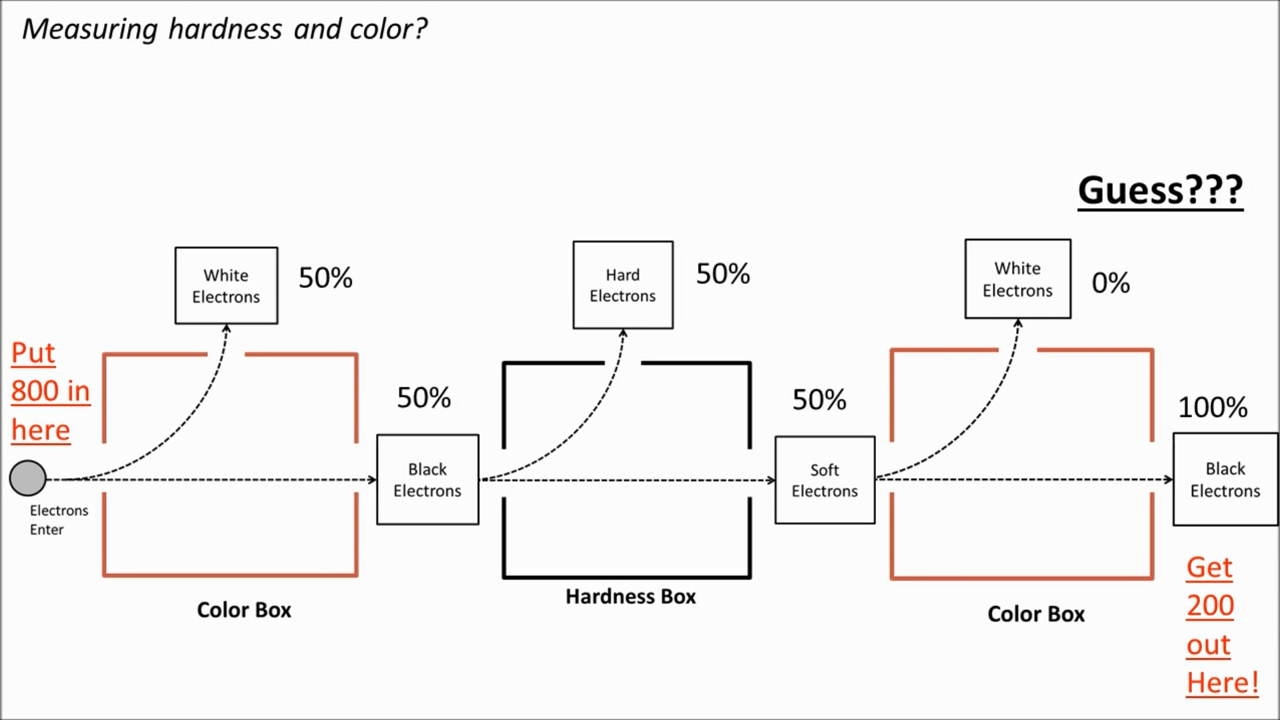 Measuring hardness and color?
Guess???
White
Electrons
50%
Hard
Electrons
50%
White
Electrons
0%
Put
800 in
here
50%
50%
100%
Black
Electrons
Soft
Electrons
Black
Electrons
Electrons
Enter
Color Box
Hardness Box
Color Box
Get
200
out
Here!